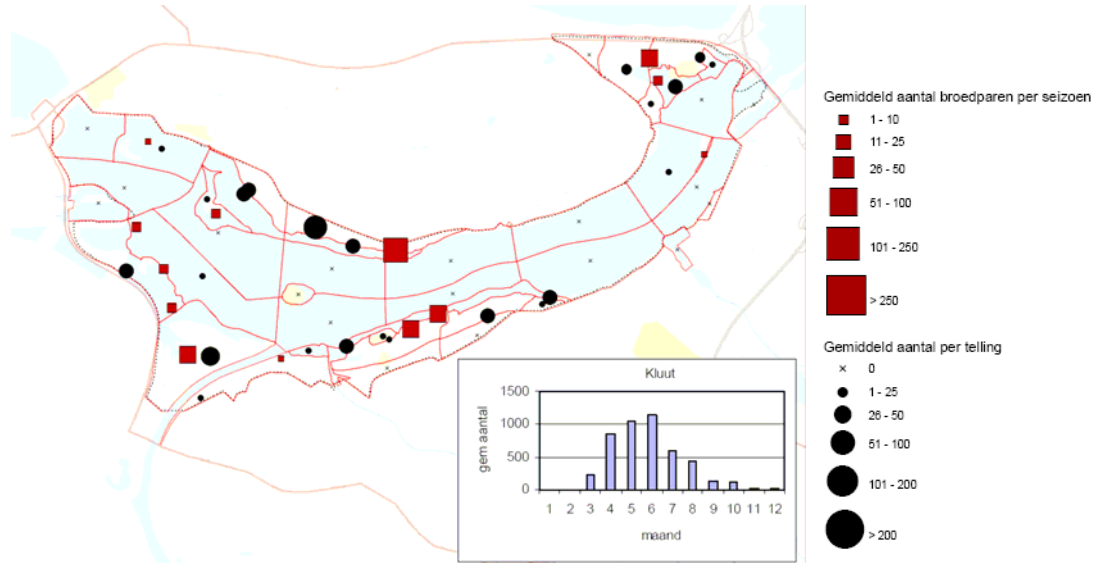 Gemiddeld aantal broedparen per seizoen
1 - 10
11 - 25
26 - 50
51 - 100
101 - 250
> 250
Gemiddeld aantal per telling
0
1 - 25
26 - 50
51 - 100
101 - 200
> 200
Kluut
gem aantal
1500
1000
500
0
1 2 3 4 5 6 7 8 9 10 11 12
maand